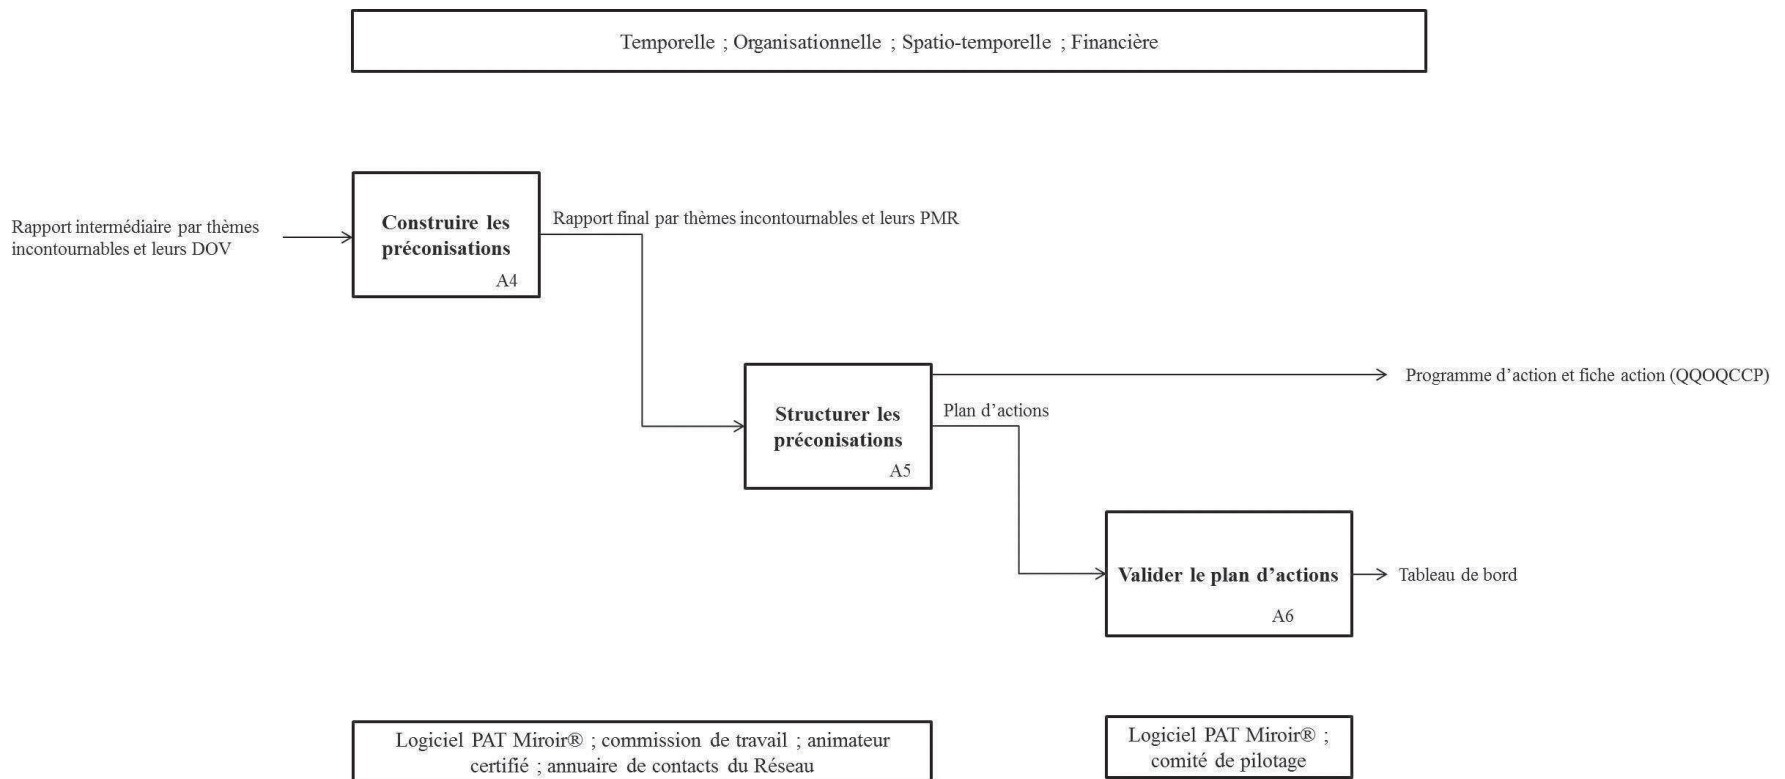 Temporelle ; Organisationnelle ; Spatio-temporelle ; Financière
Rapport intermédiaire par thèmes
incontournables et leurs DOV
Construire les
préconisations
A4
Rapport final par thèmes incontournables et leurs PMR
Structurer les
préconisations
A5
Programme d’action et fiche action (QQOQCCP)
Plan d’actions
Valider le plan d’actions
A6
Tableau de bord
Logiciel PAT Miroir® ; commission de travail ; animateur
certifié ; annuaire de contacts du Réseau
Logiciel PAT Miroir® ;
comité de pilotage